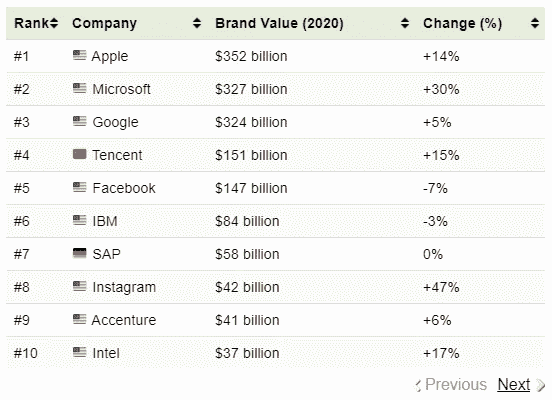 Rank Company Brand Value (2020) Change (%)
#1 Apple $352 billion +14%
#2 Microsoft $327 billion +30%
#3 Google $324 billion +5%
#4 Tencent $151 billion +15%
#5 Facebook $147 billion -7%
#6 IBM $84 billion -3%
#7 SAP $58 billion 0%
#8 Instagram $42 billion +47%
#9 Accenture $41 billion +6%
#10 Intel $37 billion +17%
Previous Next